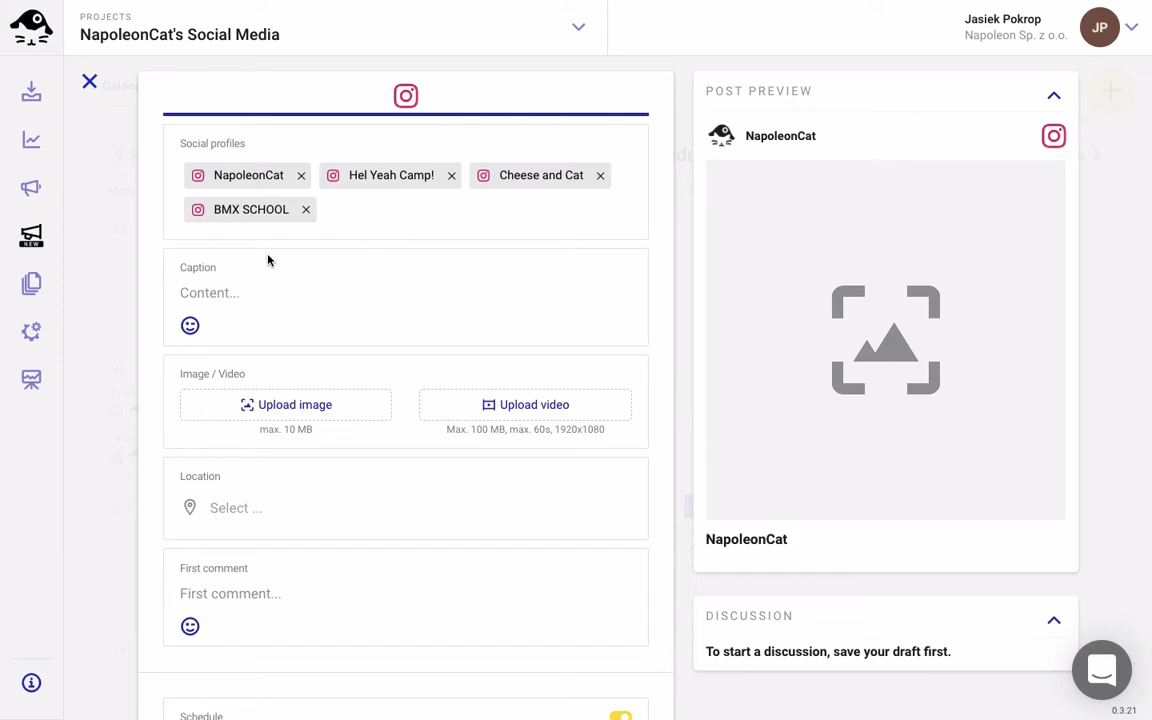 PROJECTS
NapoleonCat's Social Media
Jasiek Pokrop
Napoleon Sp. z o.o.
JP
NEW
Social profiles
NapoleonCat
Hel Yeah Camp!
Cheese and Cat
BMX SCHOOL
Caption
Content...
Image / Video
Upload image
Upload video
max. 10 MB
Max. 100 MB, max. 60s, 1920x1080
Location
Select ...
First comment
First comment...
Schedule
POST PREVIEW
NapoleonCat
NapoleonCat
DISCUSSION
To start a discussion, save your draft first.
0.3.21